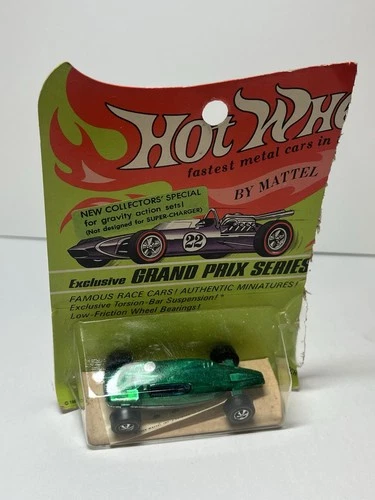 HOT WHE
fastest metal cars in
BY MATTEL
NEW COLLECTORS' SPECIAL
for gravity action sets!
(Not designed for SUPER-CHARGER)
22
Exclusive GRAND PRIX SERIES
FAMOUS RACE CARS! AUTHENTIC MINIATURES!
Exclusive Torsion-Bar Suspension!*
Low-Friction Wheel Bearings!